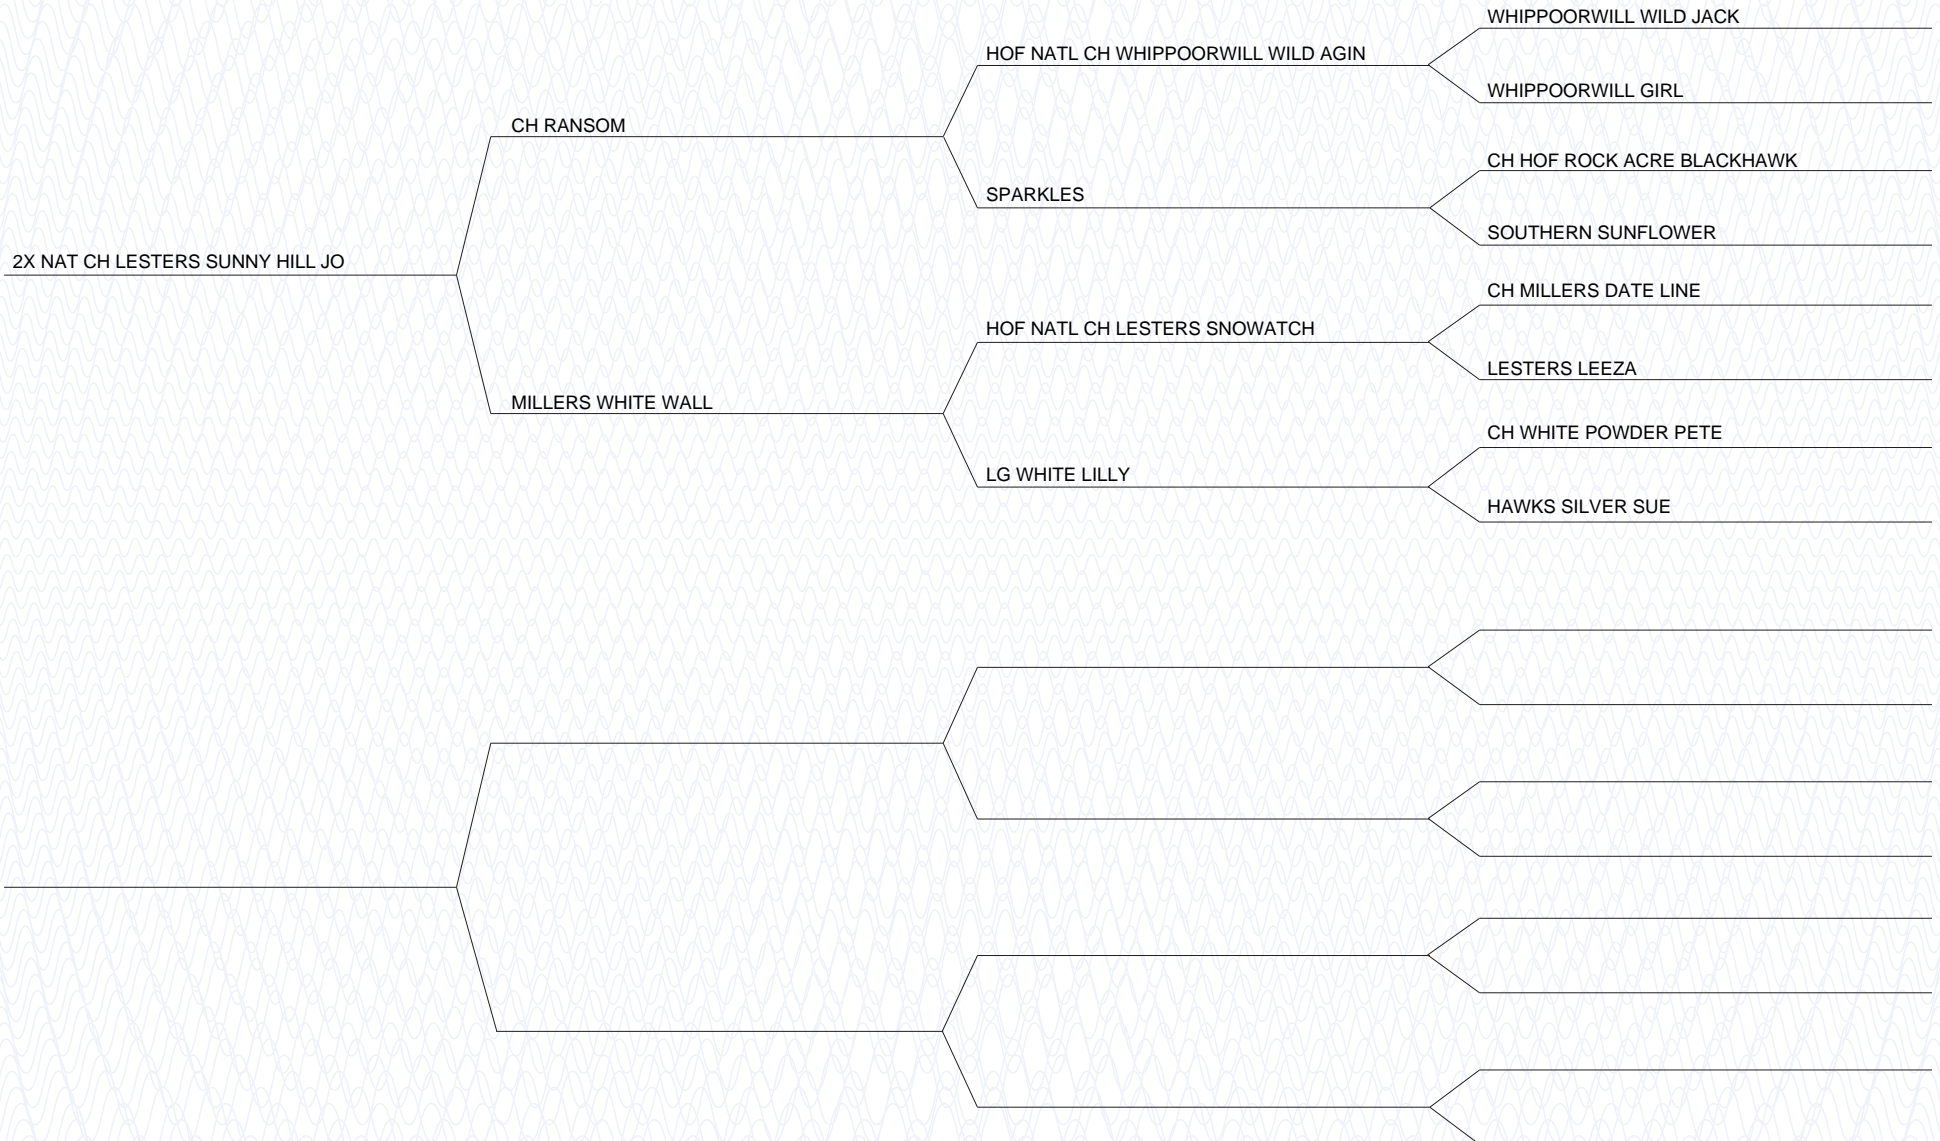 WHIPPOORWILL WILD JACK
HOF NATL CH WHIPPOORWILL WILD AGIN
WHIPPOORWILL GIRL
CH RANSOM
CH HOF ROCK ACRE BLACKHAWK
SPARKLES
SOUTHERN SUNFLOWER
2X NAT CH LESTERS SUNNY HILL JO
CH MILLERS DATE LINE
HOF NATL CH LESTERS SNOWATCH
LESTERS LEEZA
MILLERS WHITE WALL
CH WHITE POWDER PETE
LG WHITE LILLY
HAWKS SILVER SUE